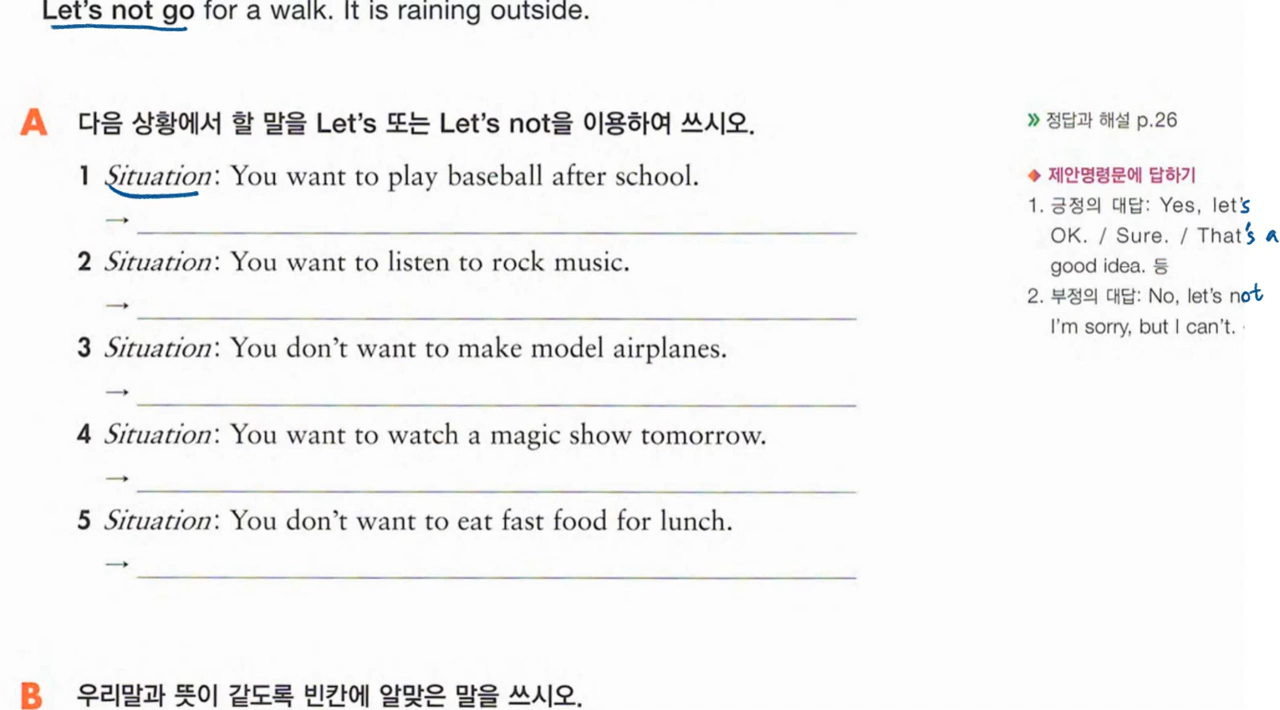 Let's not go for a walk. It is raining outside.
A 다음 상황에서 할 말을 Let's 또는 Let's not을 이용하여 쓰시오.
1 Situation: You want to play baseball after school.
→
2 Situation: You want to listen to rock music.
→
3 Situation: You don't want to make model airplanes.
→
4 Situation: You want to watch a magic show tomorrow.
→
5 Situation: You don't want to eat fast food for lunch.
→
» 정답과 해설 p.26
◆ 제안명령문에 답하기
1. 긍정의 대답: Yes, let's
OK. / Sure. / That's a
good idea. 등
2. 부정의 대답: No, let's not
I'm sorry, but I can't.
B 우리말과 뜻이 같도록 빈칸에 알맞은 말을 쓰시오.